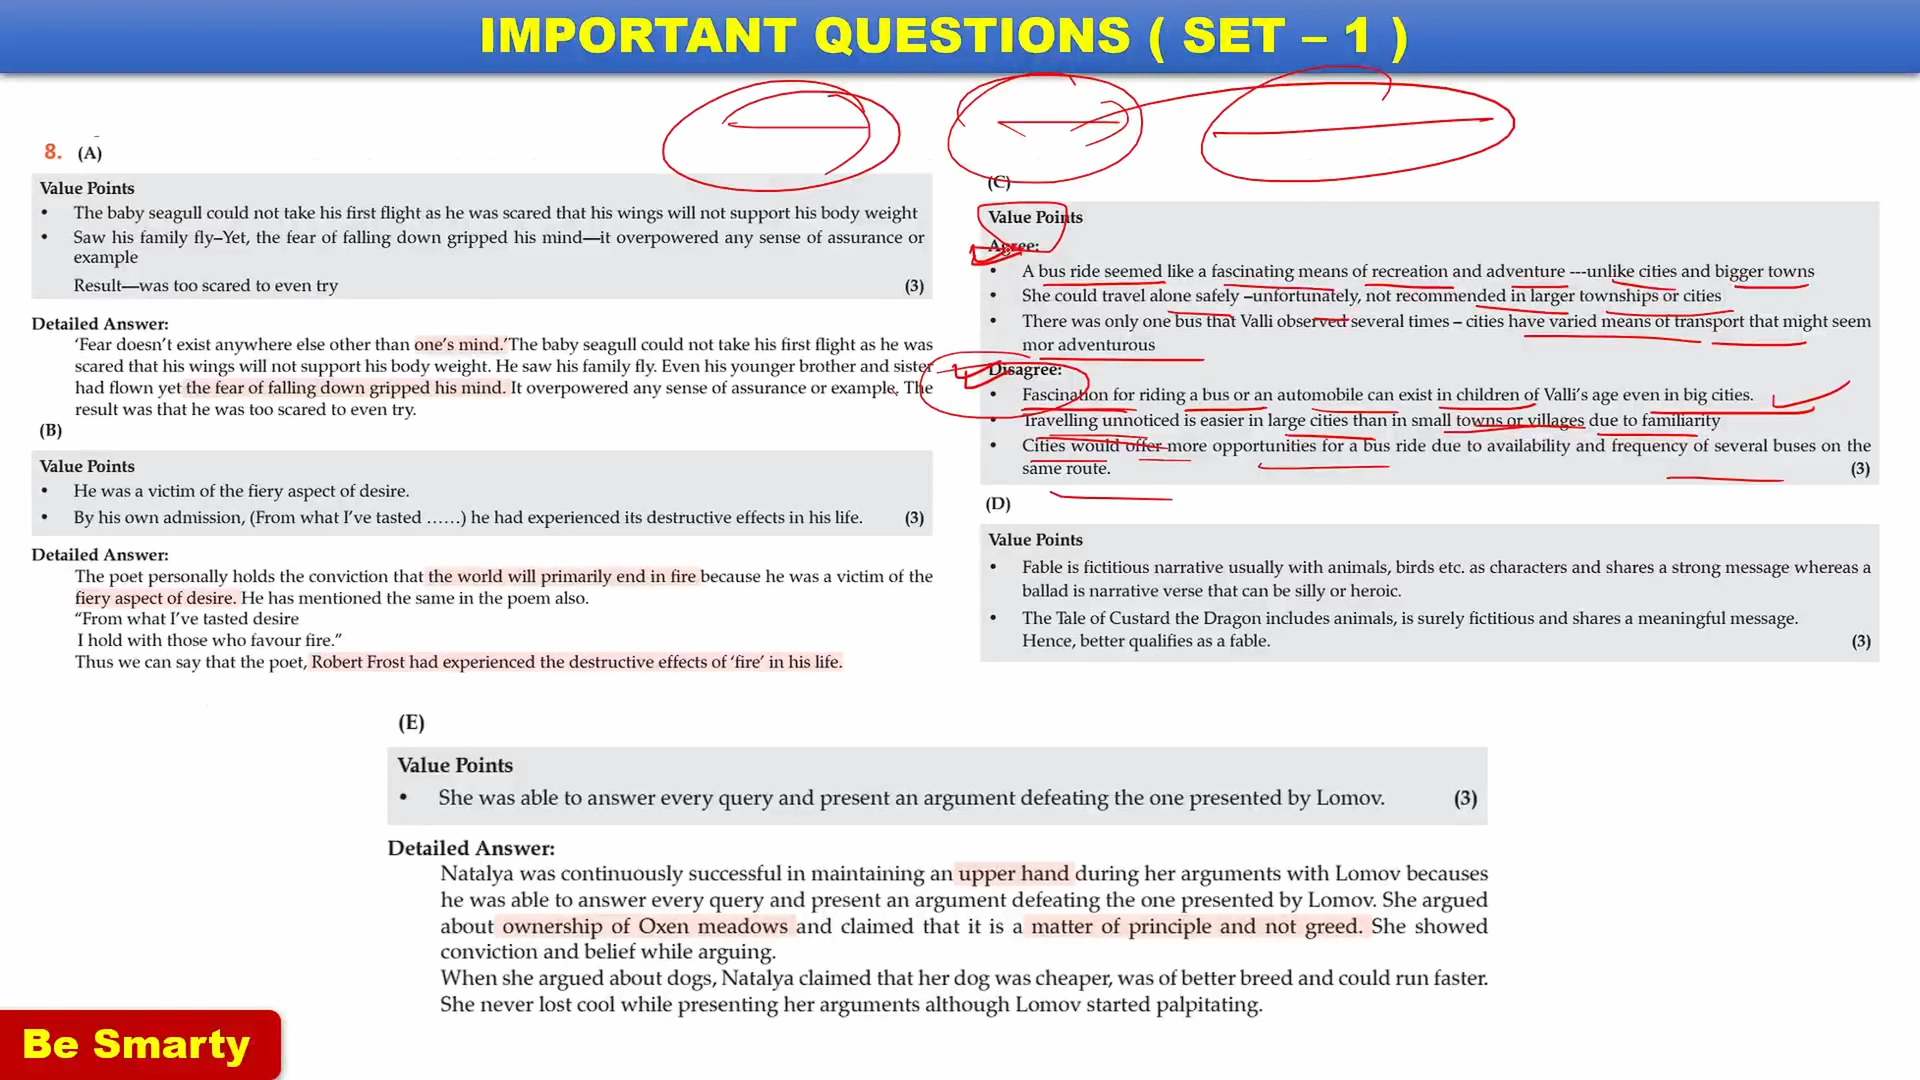 IMPORTANT QUESTIONS ( SET – 1 )
8. (A)
Value Points
• The baby seagull could not take his first flight as he was scared that his wings will not support his body weight
• Saw his family fly–Yet, the fear of falling down gripped his mind—it overpowered any sense of assurance or
example
Result—was too scared to even try (3)
Detailed Answer:
‘Fear doesn’t exist anywhere else other than one’s mind.’The baby seagull could not take his first flight as he was
scared that his wings will not support his body weight. He saw his family fly. Even his younger brother and sister
had flown yet the fear of falling down gripped his mind. It overpowered any sense of assurance or example. The
result was that he was too scared to even try.
(B)
Value Points
• He was a victim of the fiery aspect of desire.
• By his own admission, (From what I’ve tasted ......) he had experienced its destructive effects in his life. (3)
Detailed Answer:
The poet personally holds the conviction that the world will primarily end in fire because he was a victim of the
fiery aspect of desire. He has mentioned the same in the poem also.
“From what I’ve tasted desire
I hold with those who favour fire.”
Thus we can say that the poet, Robert Frost had experienced the destructive effects of ‘fire’ in his life.
(C)
Value Points
Agree:
• A bus ride seemed like a fascinating means of recreation and adventure ---unlike cities and bigger towns
• She could travel alone safely –unfortunately, not recommended in larger townships or cities
• There was only one bus that Valli observed several times – cities have varied means of transport that might seem
mor adventurous
Disagree:
• Fascination for riding a bus or an automobile can exist in children of Valli’s age even in big cities.
• Travelling unnoticed is easier in large cities than in small towns or villages due to familiarity
• Cities would offer more opportunities for a bus ride due to availability and frequency of several buses on the
same route. (3)
(D)
Value Points
• Fable is fictitious narrative usually with animals, birds etc. as characters and shares a strong message whereas a
ballad is narrative verse that can be silly or heroic.
• The Tale of Custard the Dragon includes animals, is surely fictitious and shares a meaningful message.
Hence, better qualifies as a fable. (3)
(E)
Value Points
• She was able to answer every query and present an argument defeating the one presented by Lomov. (3)
Detailed Answer:
Natalya was continuously successful in maintaining an upper hand during her arguments with Lomov becauses
he was able to answer every query and present an argument defeating the one presented by Lomov. She argued
about ownership of Oxen meadows and claimed that it is a matter of principle and not greed. She showed
conviction and belief while arguing.
When she argued about dogs, Natalya claimed that her dog was cheaper, was of better breed and could run faster.
She never lost cool while presenting her arguments although Lomov started palpitating.
Be Smarty